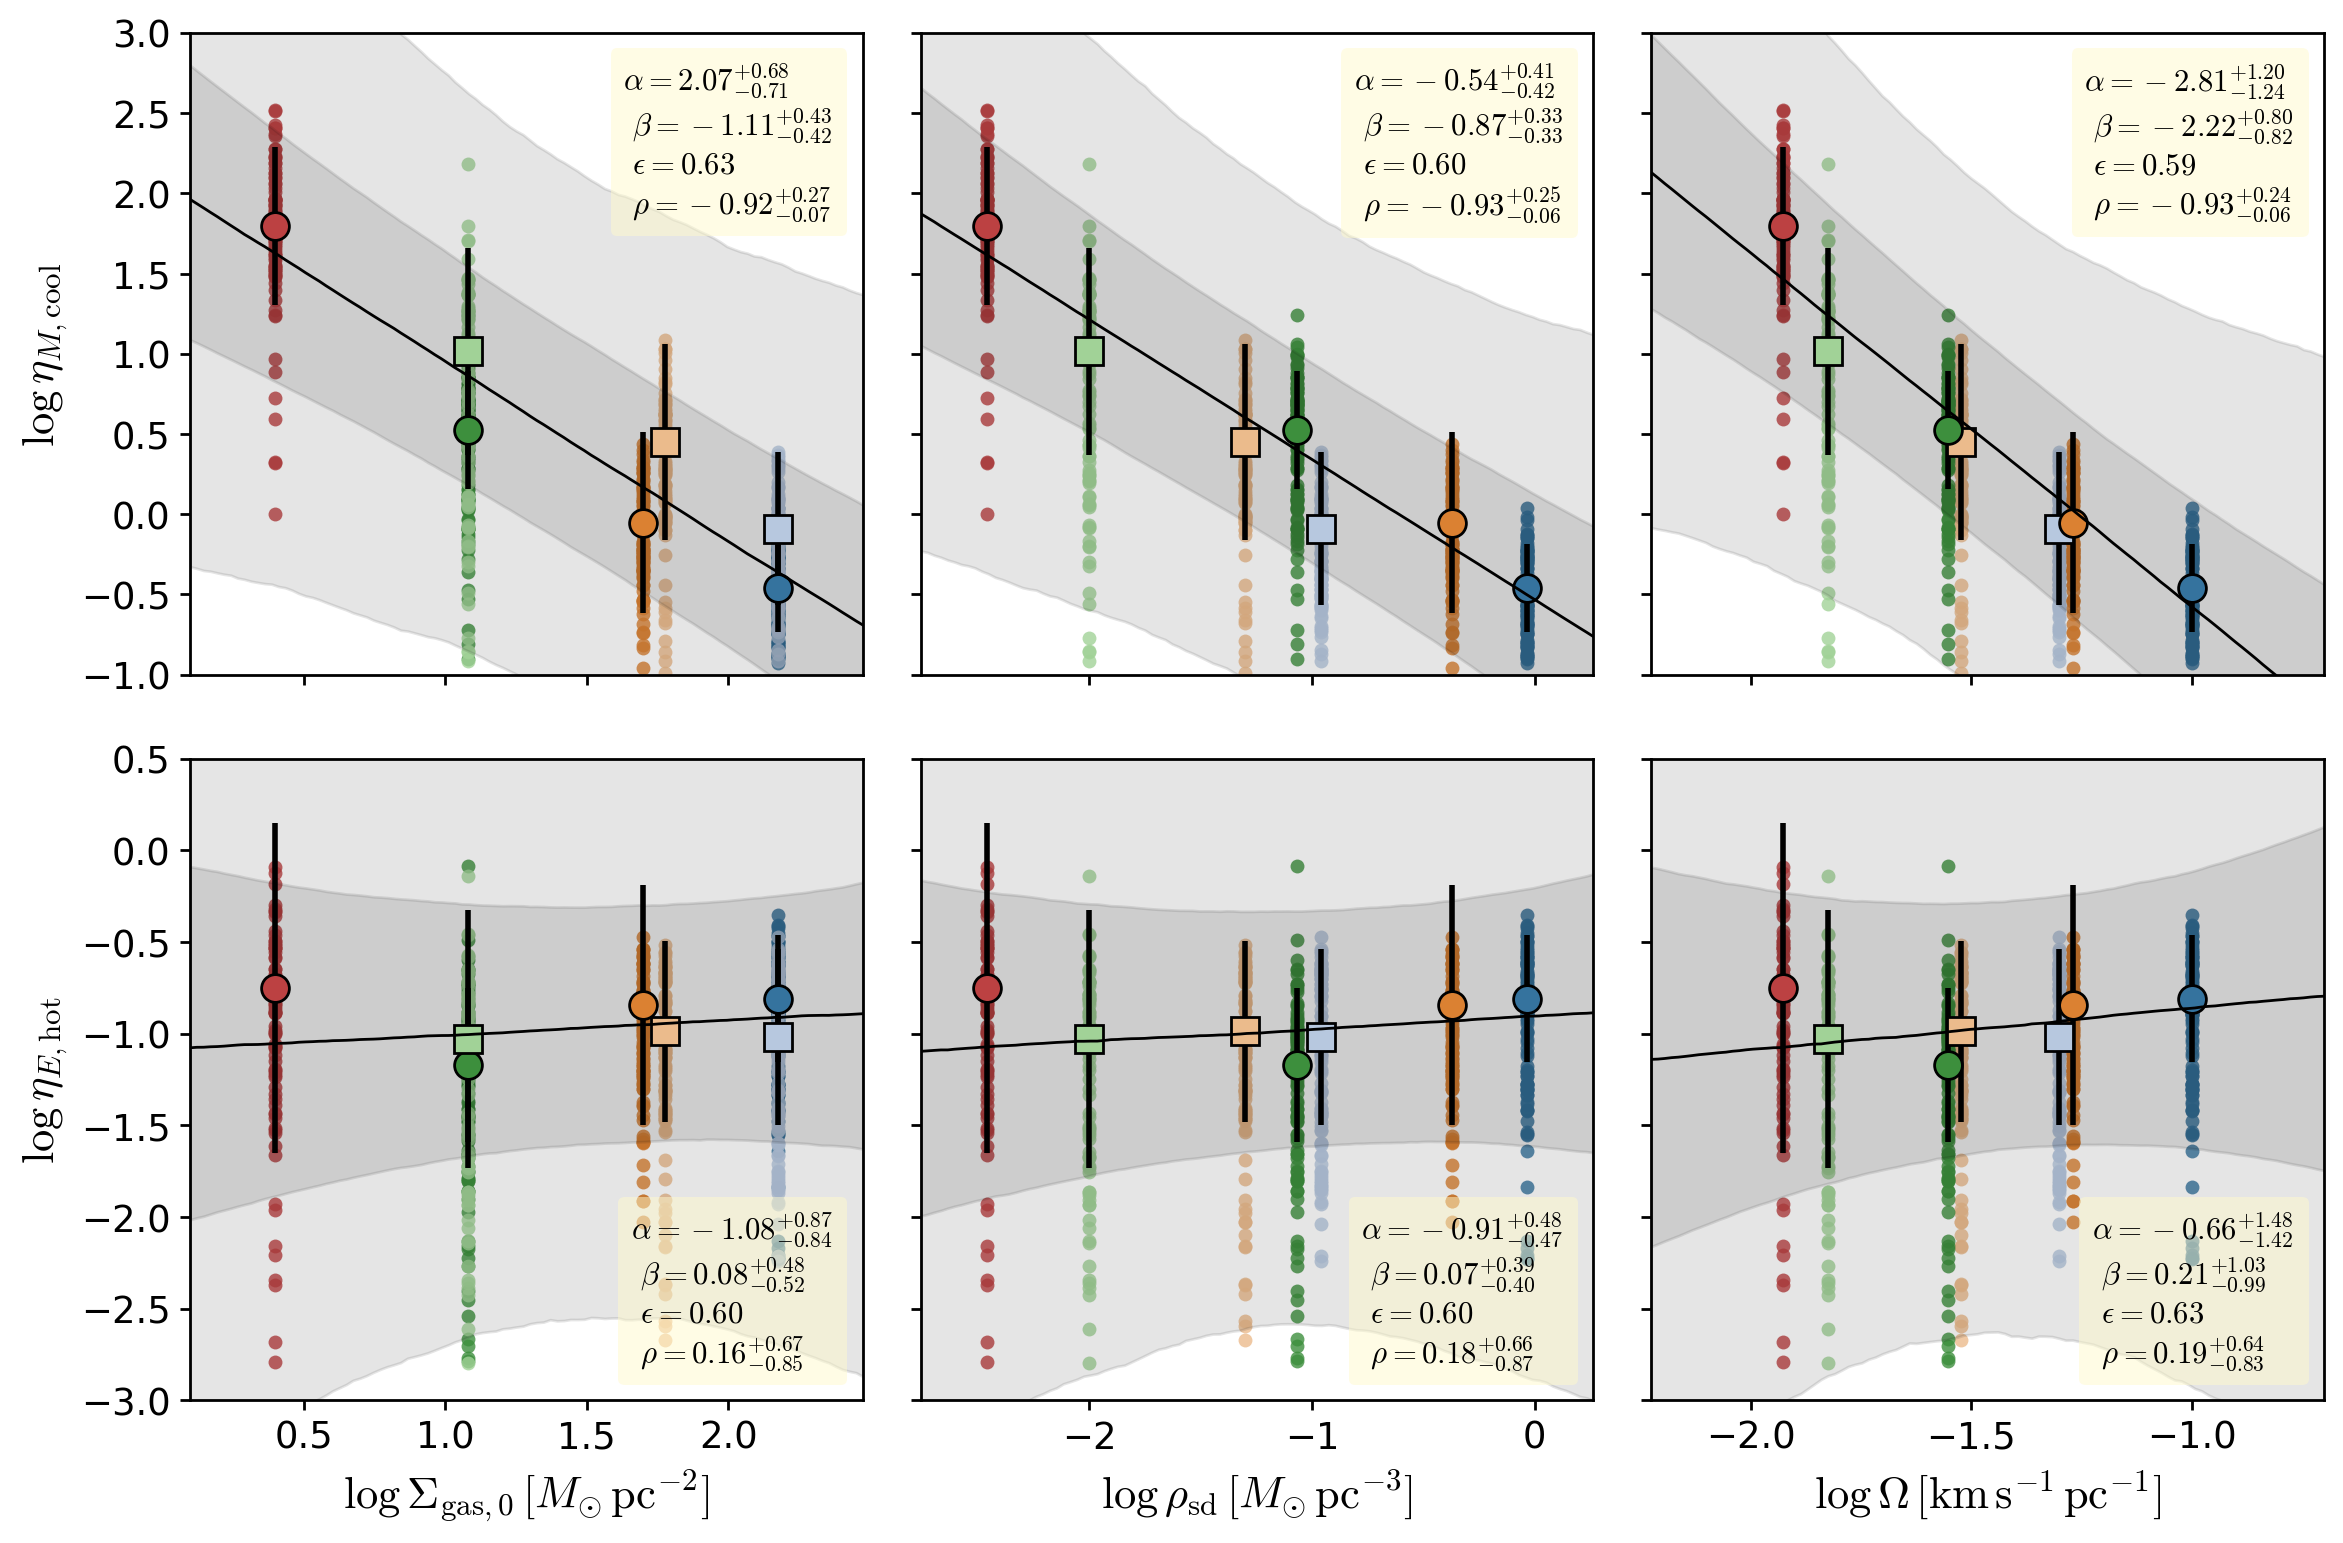 3.0
2.5
2.0
1.5
1.0
0.5
0.0
−0.5
−1.0
log η_{M, cool}
α = 2.07^{+0.68}_{−0.71}
β = −1.11^{+0.43}_{−0.42}
ϵ = 0.63
ρ = −0.92^{+0.27}_{−0.07}
α = −0.54^{+0.41}_{−0.42}
β = −0.87^{+0.33}_{−0.33}
ϵ = 0.60
ρ = −0.93^{+0.25}_{−0.06}
α = −2.81^{+1.20}_{−1.24}
β = −2.22^{+0.80}_{−0.82}
ϵ = 0.59
ρ = −0.93^{+0.24}_{−0.06}
0.5
0.0
−0.5
−1.0
−1.5
−2.0
−2.5
−3.0
log η_{E, hot}
α = −1.08^{+0.87}_{−0.84}
β = 0.08^{+0.48}_{−0.52}
ϵ = 0.60
ρ = 0.16^{+0.67}_{−0.85}
α = −0.91^{+0.48}_{−0.47}
β = 0.07^{+0.39}_{−0.40}
ϵ = 0.60
ρ = 0.18^{+0.66}_{−0.87}
α = −0.66^{+1.48}_{−1.42}
β = 0.21^{+1.03}_{−0.99}
ϵ = 0.63
ρ = 0.19^{+0.64}_{−0.83}
0.5 1.0 1.5 2.0
−2 −1 0
−2.0 −1.5 −1.0
log Σ_{gas, 0} [M_⊙ pc^{−2}]
log ρ_{sd} [M_⊙ pc^{−3}]
log Ω [km s^{−1} pc^{−1}]